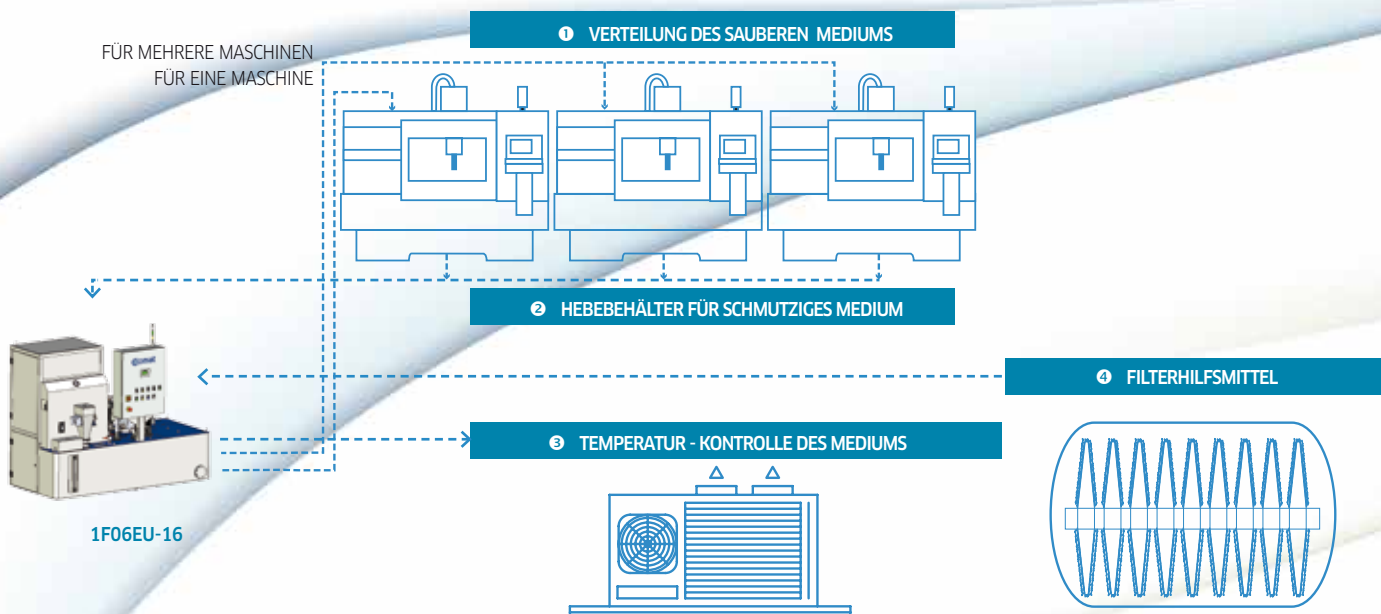 ❶ VERTEILUNG DES SAUBEREN MEDIUMS
FÜR MEHRERE MASCHINEN
FÜR EINE MASCHINE
❷ HEBEBEHÄLTER FÜR SCHMUTZIGES MEDIUM
❹ FILTERHILFSMITTEL
❸ TEMPERATUR - KONTROLLE DES MEDIUMS
1F06EU-16